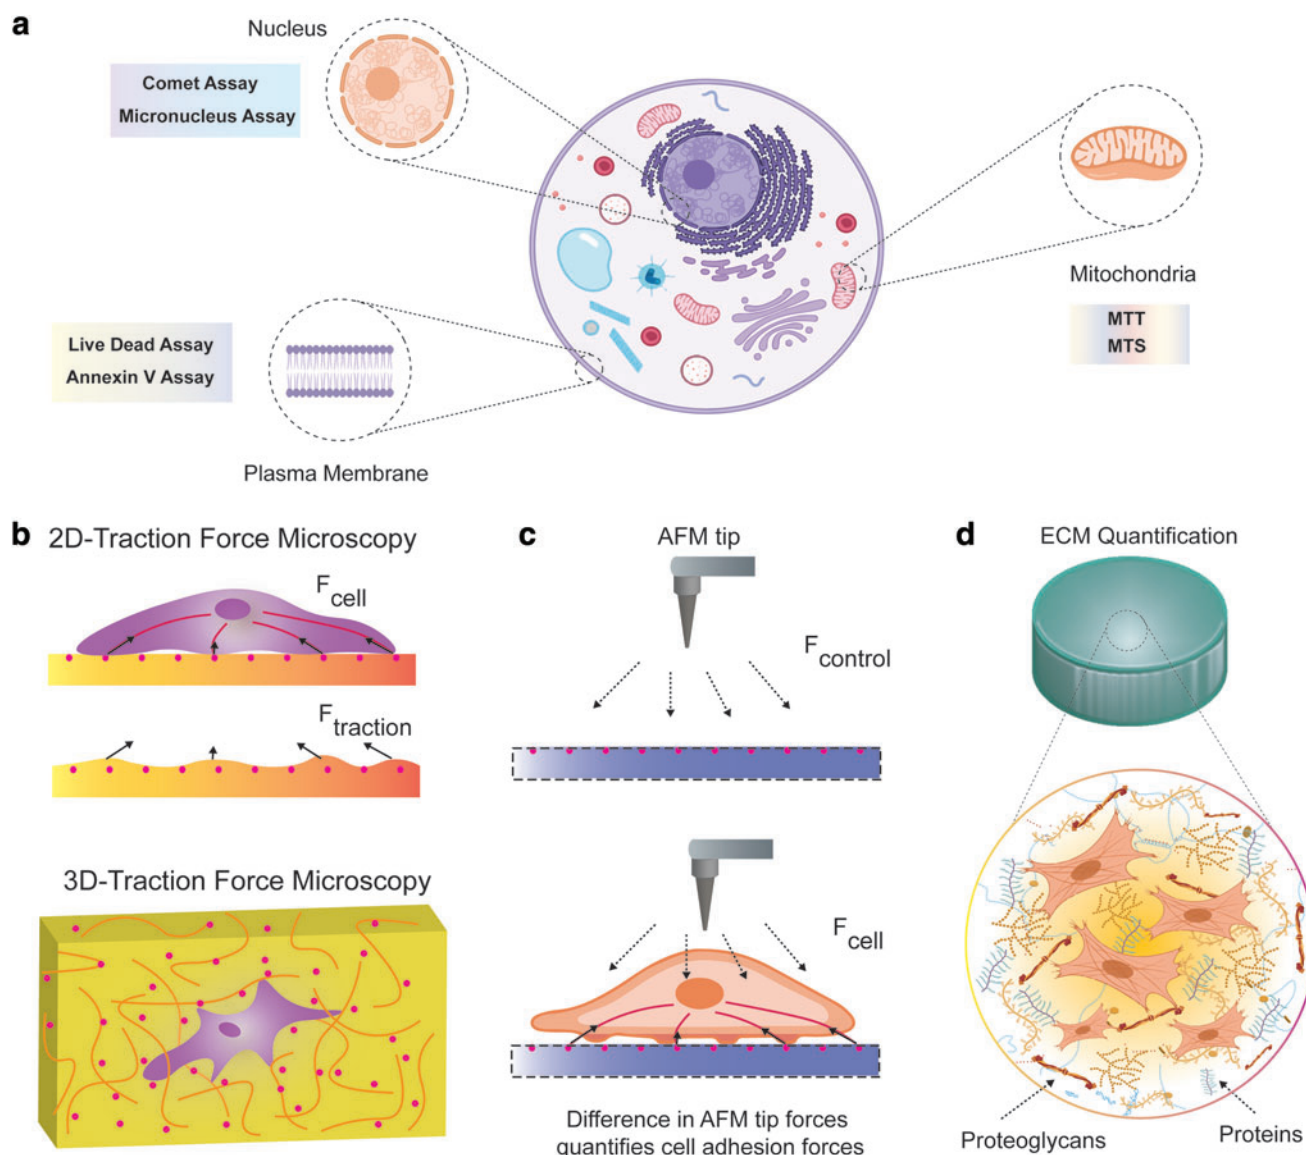 a
Nucleus
Comet Assay
Micronucleus Assay
Mitochondria
MTT
MTS
Live Dead Assay
Annexin V Assay
Plasma Membrane
b
2D-Traction Force Microscopy
Fcell
Ftraction
3D-Traction Force Microscopy
c
AFM tip
Fcontrol
Fcell
Difference in AFM tip forces
quantifies cell adhesion forces
d
ECM Quantification
Proteoglycans
Proteins